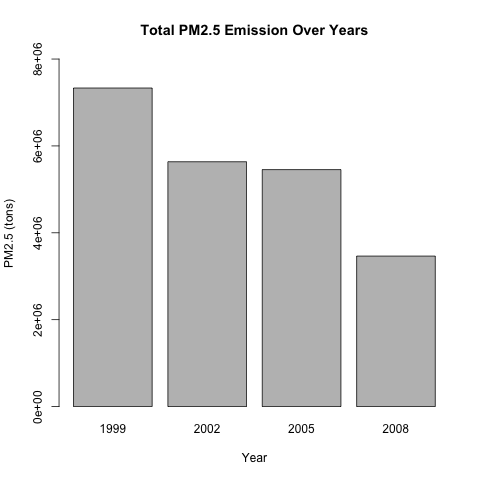 Total PM2.5 Emission Over Years
8e+06
6e+06
4e+06
2e+06
0e+00
PM2.5 (tons)
1999 2002 2005 2008
Year